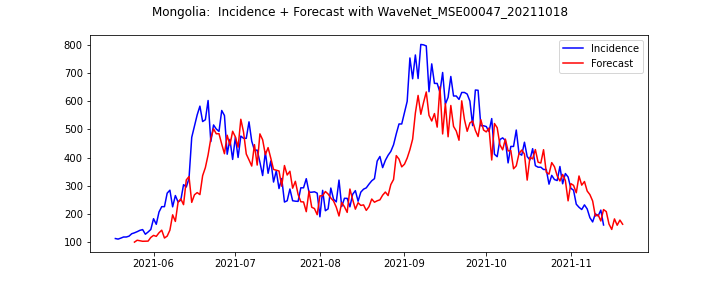 Mongolia:  Incidence + Forecast with WaveNet_MSE00047_20211018
Incidence
Forecast
800
700
600
500
400
300
200
100
2021-06 2021-07 2021-08 2021-09 2021-10 2021-11